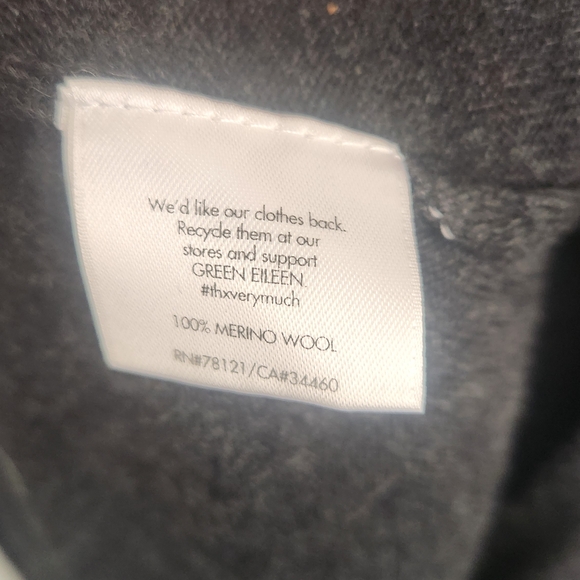 We'd like our clothes back.
Recycle them at our
stores and support
GREEN EILEEN.
#thxverymuch
100% MERINO WOOL
RN#78121/CA#34460